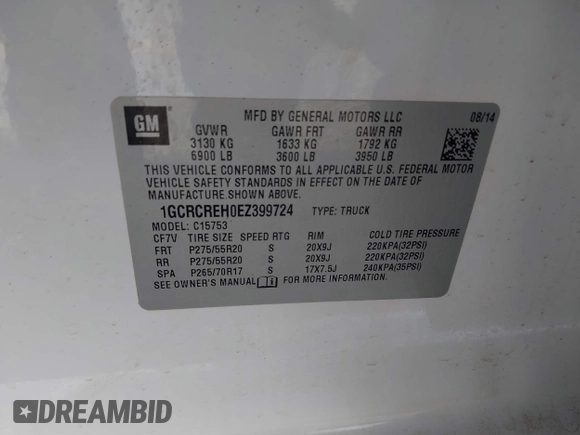 GM
MFD BY GENERAL MOTORS LLC 08/14
GVWR GAWR FRT GAWR RR
3130 KG 1633 KG 1792 KG
6900 LB 3600 LB 3950 LB
THIS VEHICLE CONFORMS TO ALL APPLICABLE U.S. FEDERAL MOTOR
VEHICLE SAFETY STANDARDS IN EFFECT ON THE DATE OF
MANUFACTURE SHOWN ABOVE.
1GCRCREH0EZ399724 TYPE: TRUCK
MODEL: C15753
CF7V TIRE SIZE SPEED RTG RIM COLD TIRE PRESSURE
FRT P275/55R20 S 20X9J 220KPA(32PSI)
RR P275/55R20 S 20X9J 220KPA(32PSI)
SPA P265/70R17 S 17X7.5J 240KPA(35PSI)
SEE OWNER'S MANUAL FOR MORE INFORMATION.
DREAMBID